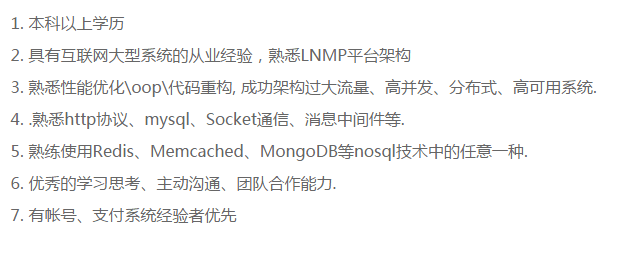 1. 本科以上学历
2. 具有互联网大型系统的从业经验，熟悉LNMP平台架构
3. 熟悉性能优化\oop\代码重构, 成功架构过大流量、高并发、分布式、高可用系统.
4. .熟悉http协议、mysql、Socket通信、消息中间件等.
5. 熟练使用Redis、Memcached、MongoDB等nosql技术中的任意一种.
6. 优秀的学习思考、主动沟通、团队合作能力.
7. 有帐号、支付系统经验者优先